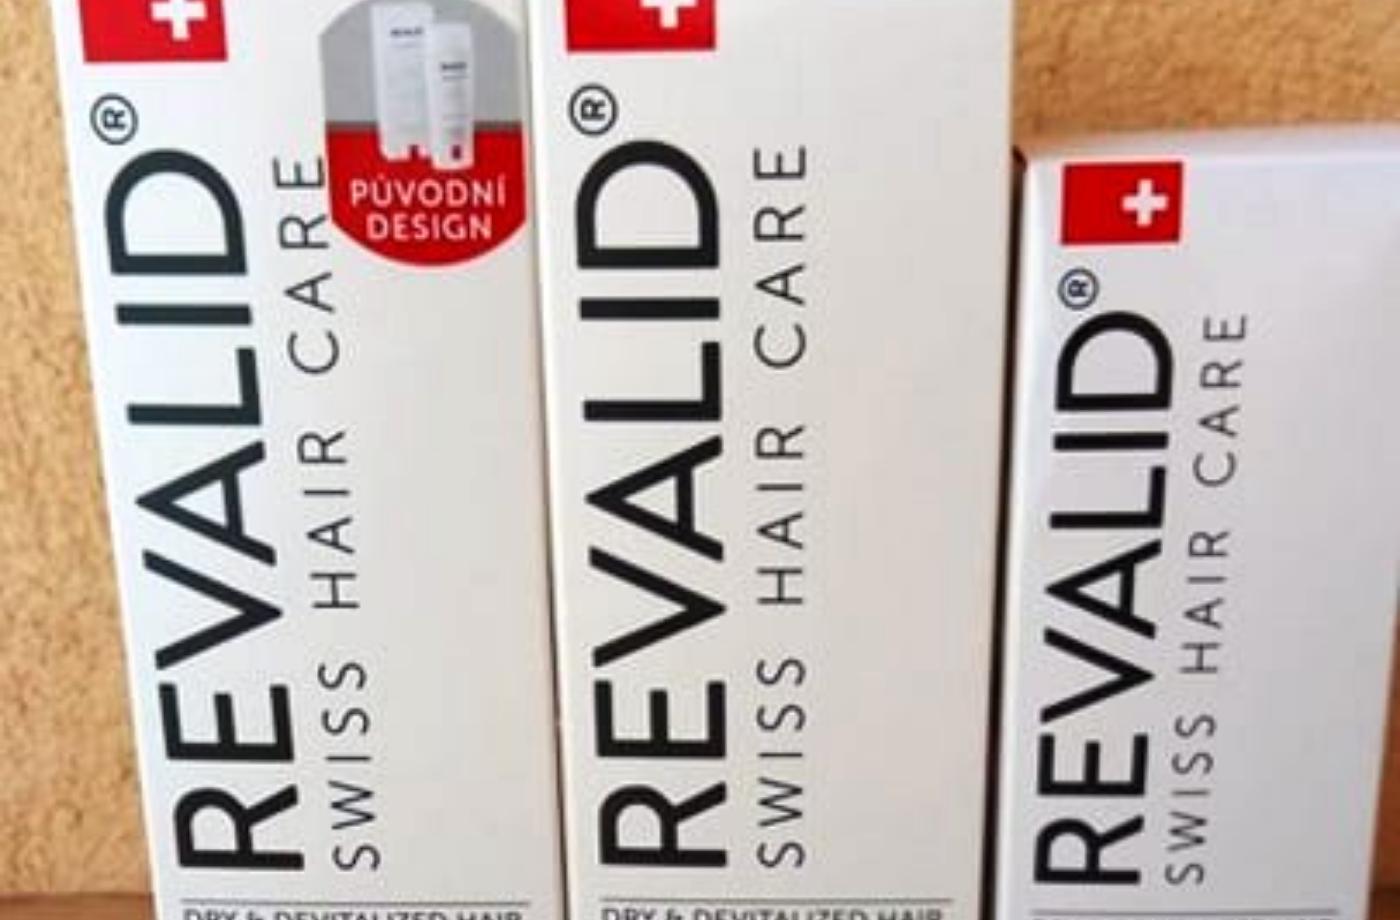 REVALID®
SWISS HAIR CARE
PŮVODNÍ
DESIGN
DRY & DEVITALIZED HAIR
REVALID®
SWISS HAIR CARE
DRY & DEVITALIZED HAIR
REVALID®
SWISS HAIR CARE